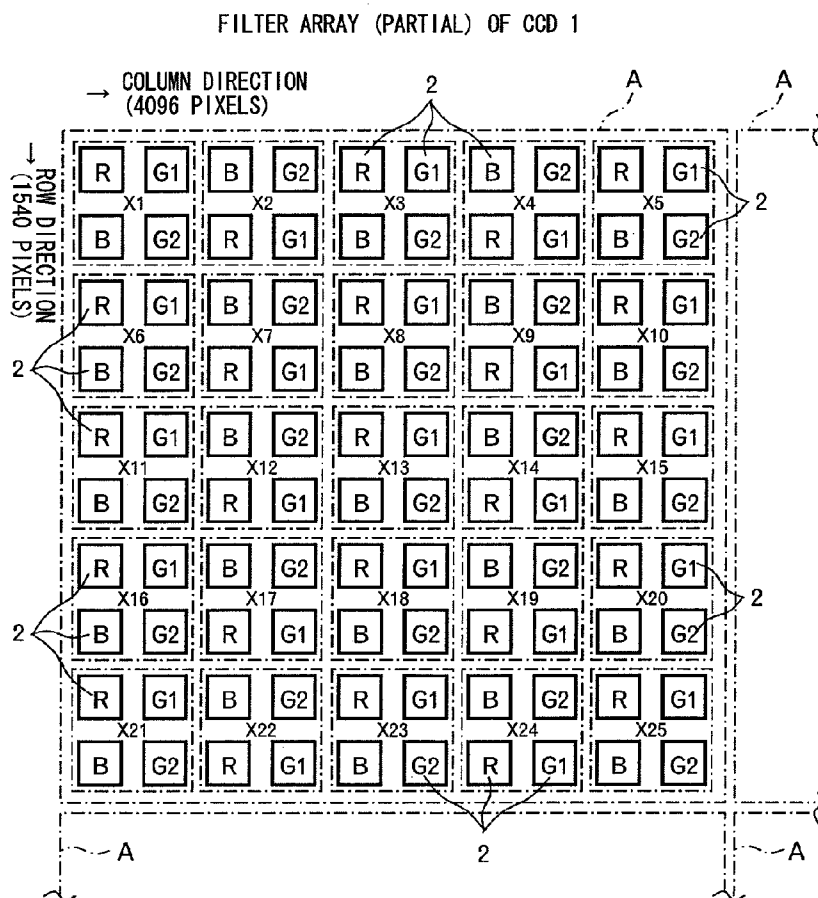 FILTER ARRAY (PARTIAL) OF CCD 1
→ COLUMN DIRECTION
(4096 PIXELS)
2
A
A
→ ROW DIRECTION
(1540 PIXELS)
R G1 B G2 R G1 B G2 R G1
X1 X2 X3 X4 X5
2
B G2 R G1 B G2 R G1 B G2
R G1 B G2 R G1 B G2 R G1
X6 X7 X8 X9 X10
2
B G2 R G1 B G2 R G1 B G2
R G1 B G2 R G1 B G2 R G1
X11 X12 X13 X14 X15
B G2 R G1 B G2 R G1 B G2
R G1 B G2 R G1 B G2 R G1
X16 X17 X18 X19 X20
2
2
B G2 R G1 B G2 R G1 B G2
R G1 B G2 R G1 B G2 R G1
X21 X22 X23 X24 X25
B G2 R G1 B G2 R G1 B G2
A
2
A